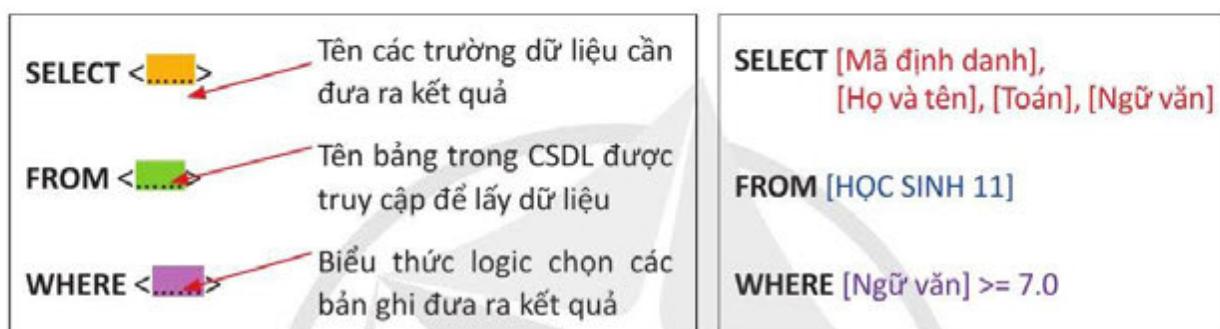 SELECT <......>
Tên các trường dữ liệu cần
đưa ra kết quả
FROM <......>
Tên bảng trong CSDL được
truy cập để lấy dữ liệu
WHERE <......>
Biểu thức logic chọn các
bản ghi đưa ra kết quả
SELECT [Mã định danh],
[Họ và tên], [Toán], [Ngữ văn]
FROM [HỌC SINH 11]
WHERE [Ngữ văn] >= 7.0